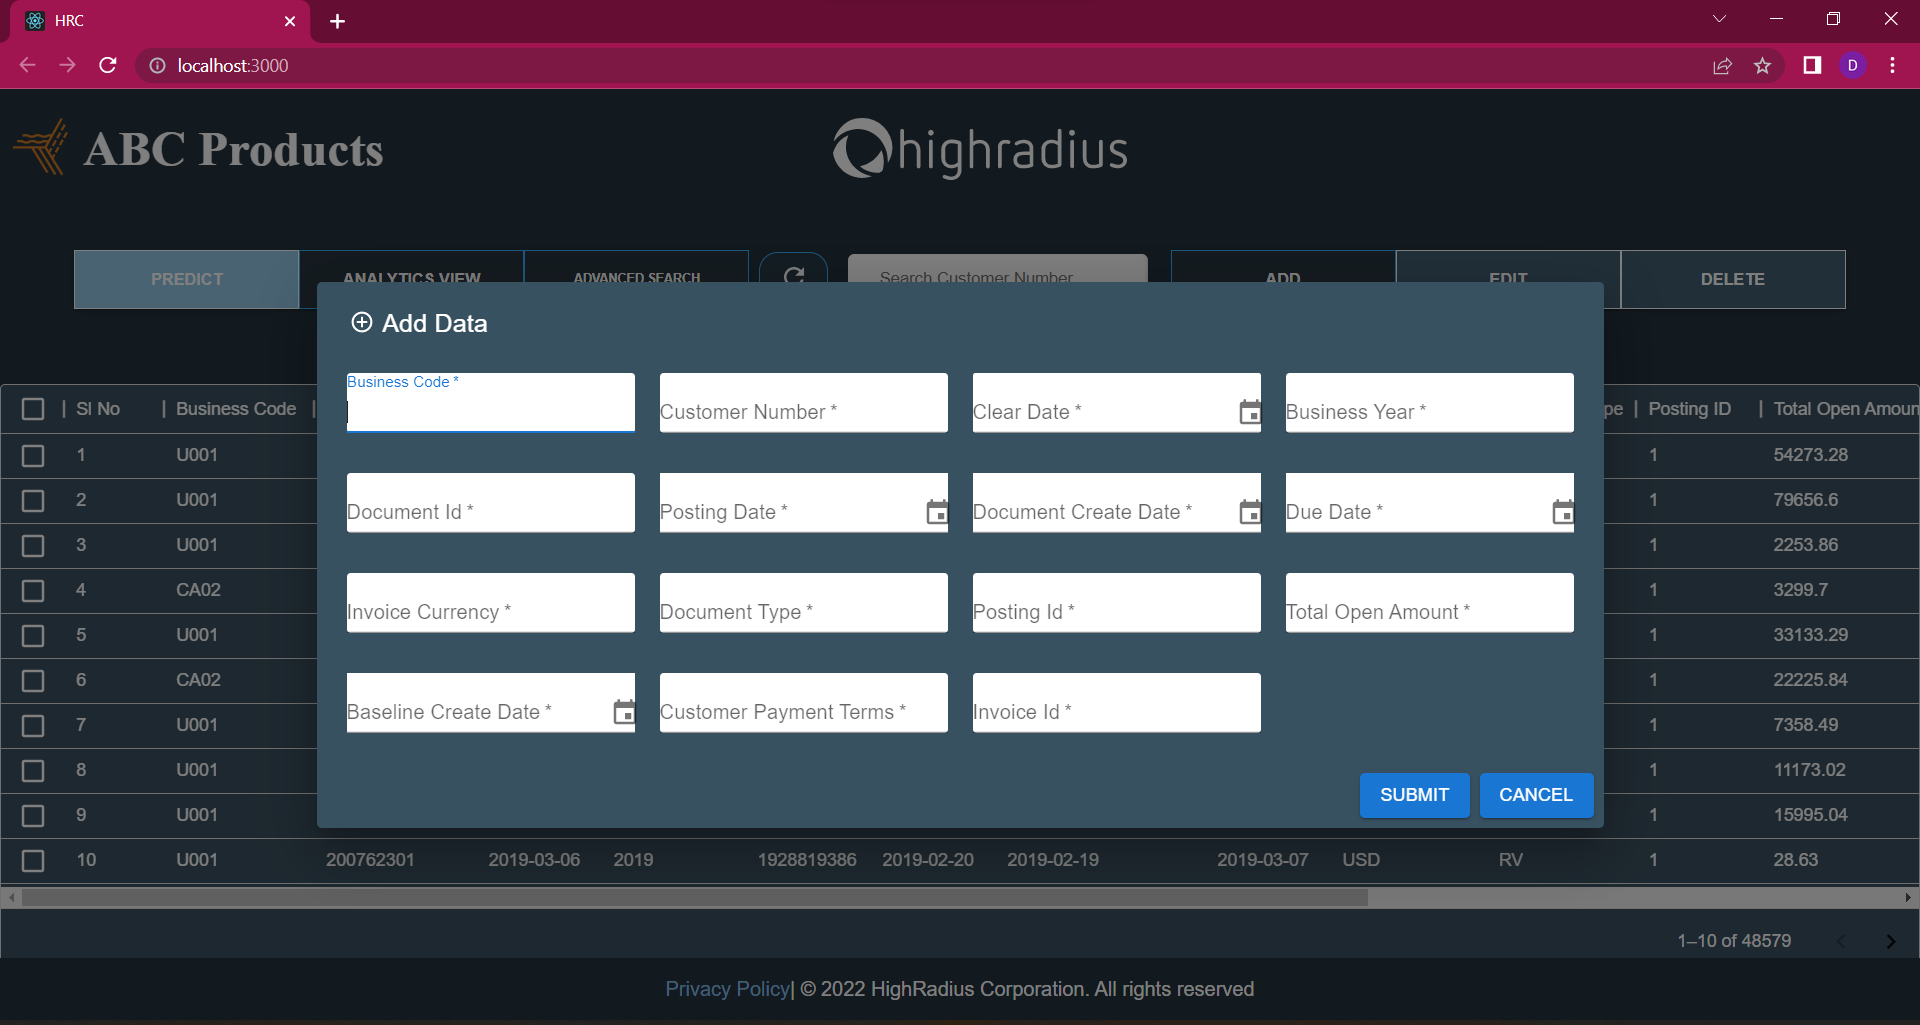 HRC
localhost:3000
D
ABC Products
highradius
PREDICT
ANALYTICS VIEW
ADVANCED SEARCH
Search Customer Number
ADD
EDIT
DELETE
Add Data
Business Code *
Customer Number *
Clear Date *
Business Year *
Document Id *
Posting Date *
Document Create Date *
Due Date *
Invoice Currency *
Document Type *
Posting Id *
Total Open Amount *
Baseline Create Date *
Customer Payment Terms *
Invoice Id *
SUBMIT
CANCEL
Sl No Business Code pe Posting ID Total Open Amoun
1 U001 1 54273.28
2 U001 1 79656.6
3 U001 1 2253.86
4 CA02 1 3299.7
5 U001 1 33133.29
6 CA02 1 22225.84
7 U001 1 7358.49
8 U001 1 11173.02
9 U001 1 15995.04
10 U001 200762301 2019-03-06 2019 1928819386 2019-02-20 2019-02-19 2019-03-07 USD RV 1 28.63
1–10 of 48579
Privacy Policy| © 2022 HighRadius Corporation. All rights reserved